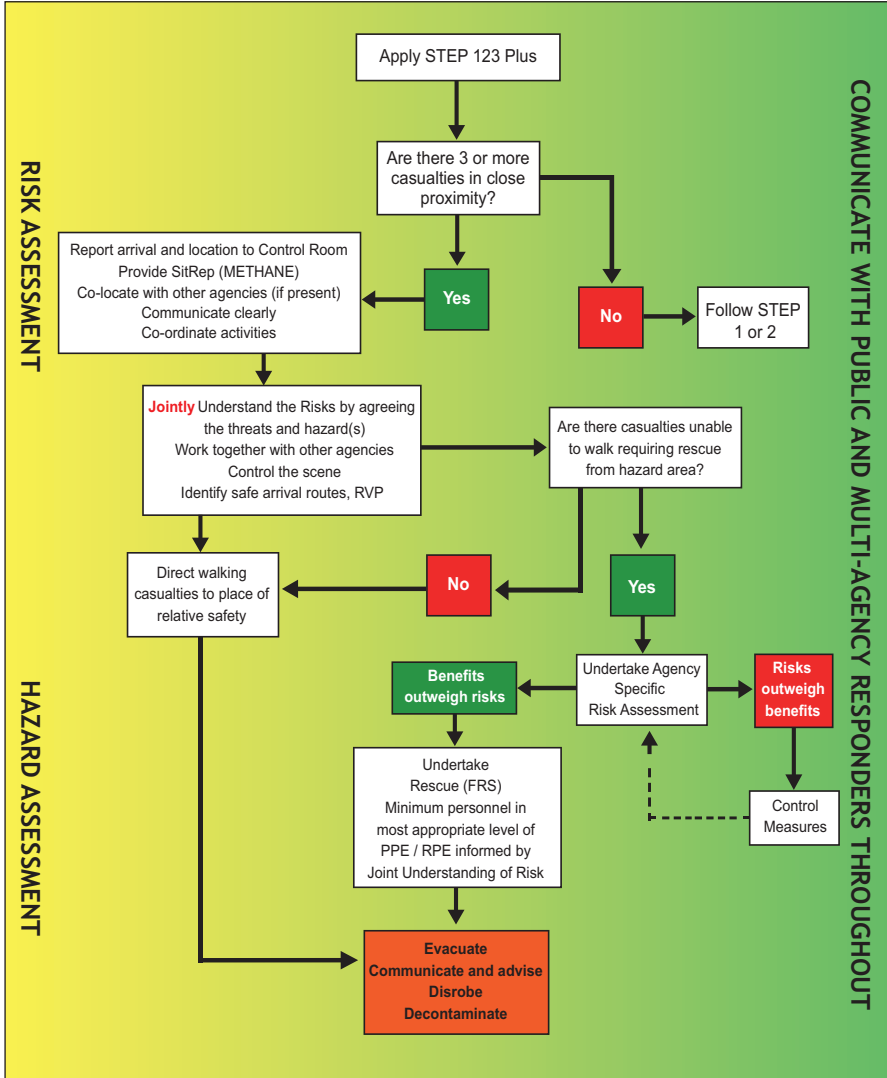 Apply STEP 123 Plus
Are there 3 or more
casualties in close
proximity?
Yes
No
Follow STEP
1 or 2
Report arrival and location to Control Room
Provide SitRep (METHANE)
Co-locate with other agencies (if present)
Communicate clearly
Co-ordinate activities
Jointly Understand the Risks by agreeing
the threats and hazard(s)
Work together with other agencies
Control the scene
Identify safe arrival routes, RVP
Are there casualties unable
to walk requiring rescue
from hazard area?
No
Yes
Direct walking
casualties to place of
relative safety
Undertake Agency
Specific
Risk Assessment
Benefits
outweigh risks
Risks
outweigh
benefits
Control
Measures
Undertake
Rescue (FRS)
Minimum personnel in
most appropriate level of
PPE / RPE informed by
Joint Understanding of Risk
Evacuate
Communicate and advise
Disrobe
Decontaminate
RISK ASSESSMENT
HAZARD ASSESSMENT
COMMUNICATE WITH PUBLIC AND MULTI-AGENCY RESPONDERS THROUGHOUT